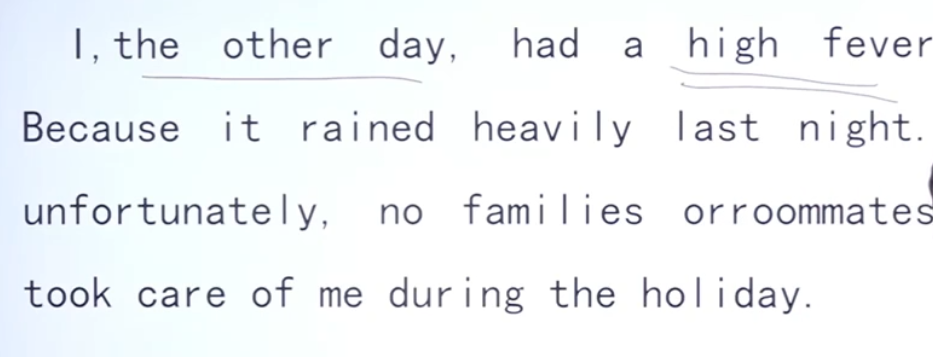 I, the other day, had a high fever
Because it rained heavily last night.
unfortunately, no families orroommates
took care of me during the holiday.